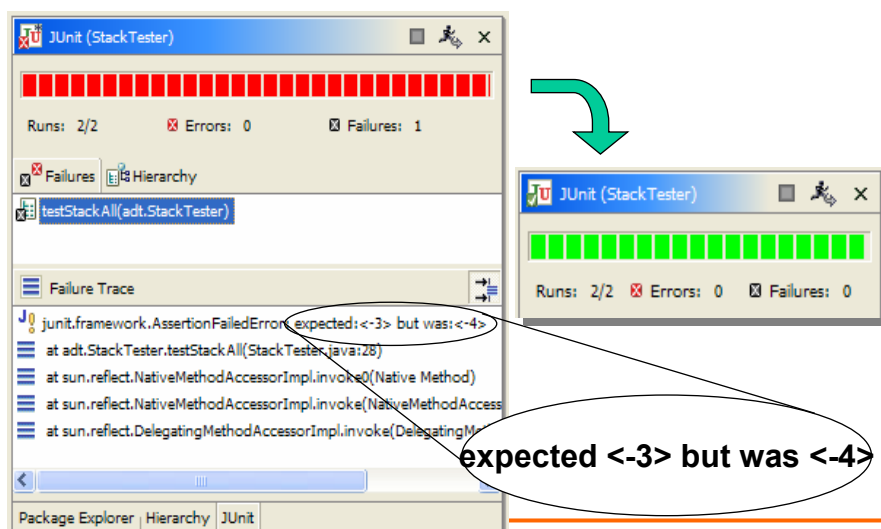 JUnit (StackTester)
Runs: 2/2 Errors: 0 Failures: 1
Failures Hierarchy
testStackAll(adt.StackTester)
Failure Trace
junit.framework.AssertionFailedError: expected:<-3> but was:<-4>
at adt.StackTester.testStackAll(StackTester.java:28)
at sun.reflect.NativeMethodAccessorImpl.invoke0(Native Method)
at sun.reflect.NativeMethodAccessorImpl.invoke(NativeMethodAccess
at sun.reflect.DelegatingMethodAccessorImpl.invoke(DelegatingMe
Package Explorer Hierarchy JUnit
JUnit (StackTester)
Runs: 2/2 Errors: 0 Failures: 0
expected <-3> but was <-4>